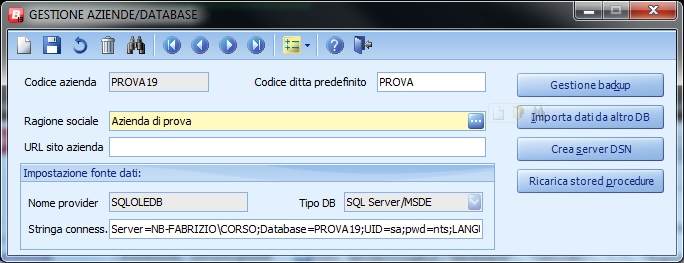 GESTIONE AZIENDE/DATABASE
Codice azienda PROVA19 Codice ditta predefinito PROVA Gestione backup
Ragione sociale Azienda di prova ... Importa dati da altro DB
URL sito azienda Crea server DSN
Impostazione fonte dati: Ricarica stored procedure
Nome provider SQLOLEDB Tipo DB SQL Server/MSDE
Stringa conness. Server=NB-FABRIZIO\CORSO;Database=PROVA19;UID=sa;pwd=nts;LANGU